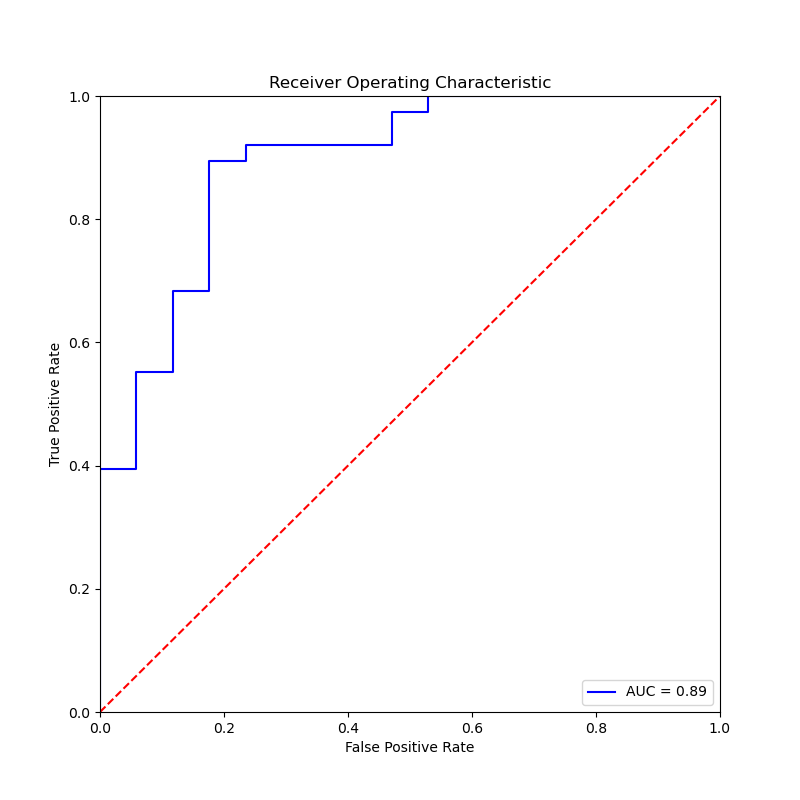 Receiver Operating Characteristic
1.0
0.8
0.6
0.4
0.2
0.0
True Positive Rate
AUC = 0.89
0.0 0.2 0.4 0.6 0.8 1.0
False Positive Rate